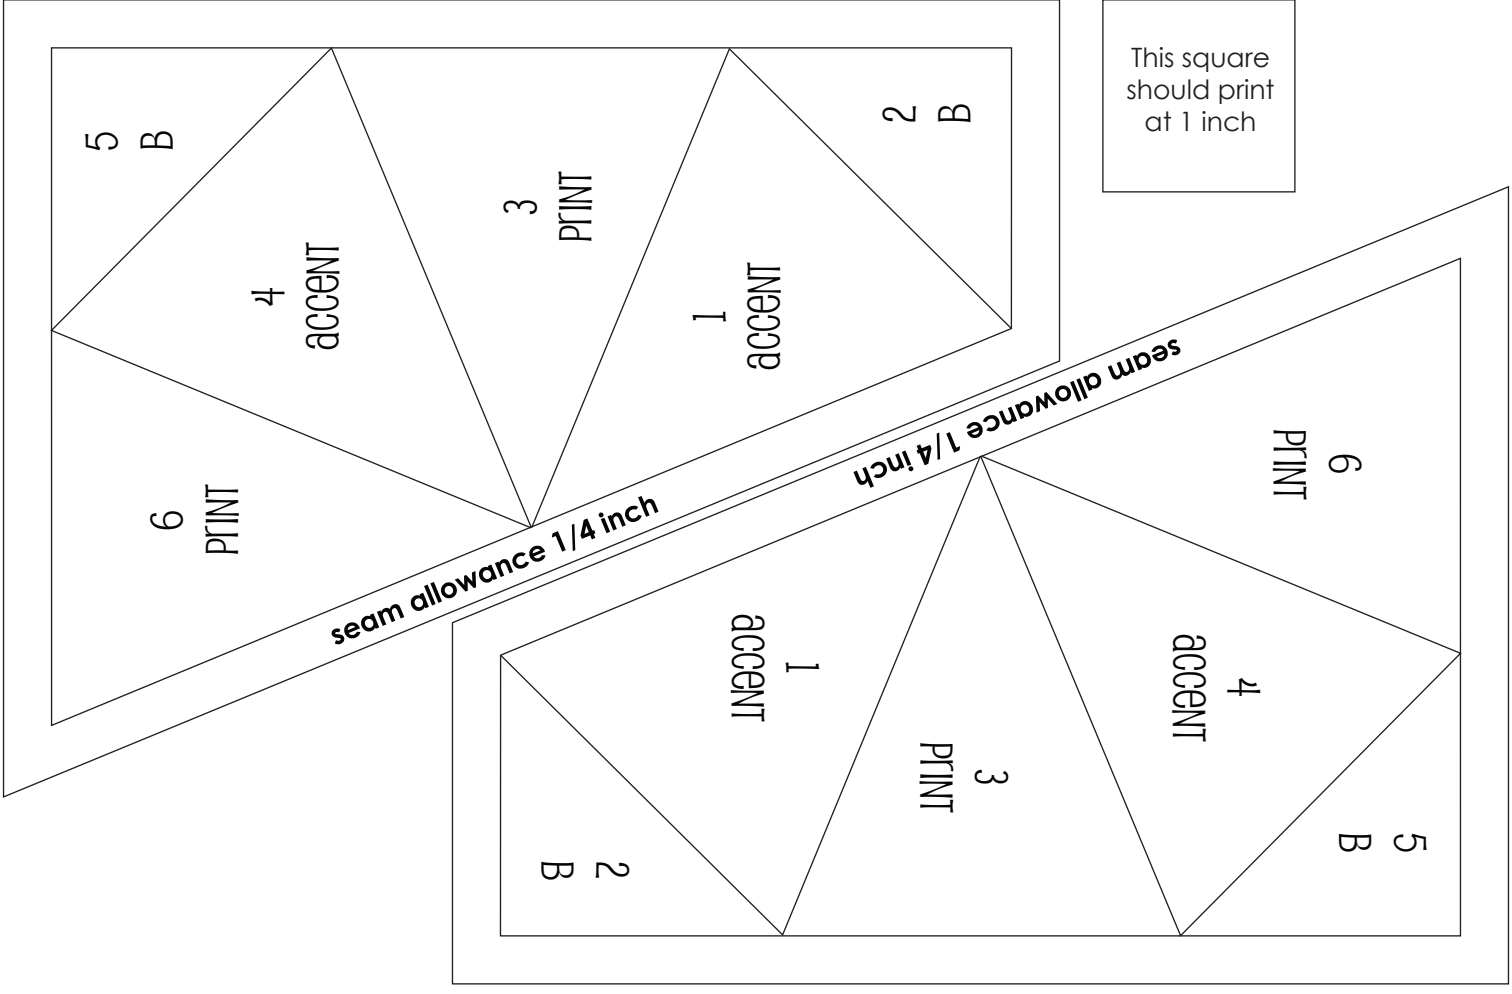 This square
should print
at 1 inch
5
B
4
accent
3
print
1
accent
2
B
6
print
seam allowance 1/4 inch
seam allowance 1/4 inch
6
print
1
accent
4
accent
3
print
2
B
5
B